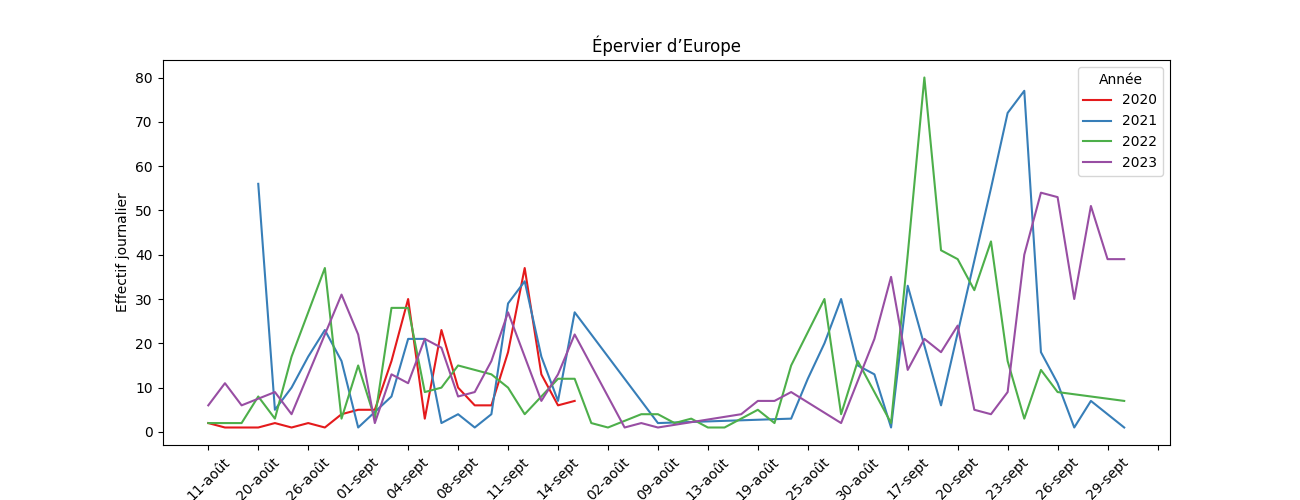 Épervier d’Europe
Effectif journalier
80
70
60
50
40
30
20
10
0
Année
2020
2021
2022
2023
11-août
20-août
26-août
01-sept
04-sept
08-sept
11-sept
14-sept
02-août
09-août
13-août
19-août
25-août
30-août
17-sept
20-sept
23-sept
26-sept
29-sept